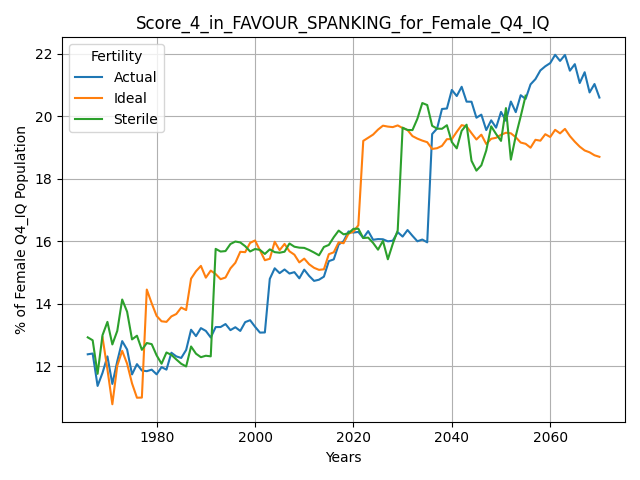 Score_4_in_FAVOUR_SPANKING_for_Female_Q4_IQ
Fertility
Actual
Ideal
Sterile
% of Female Q4_IQ Population
22
20
18
16
14
12
1980
2000
2020
2040
2060
Years